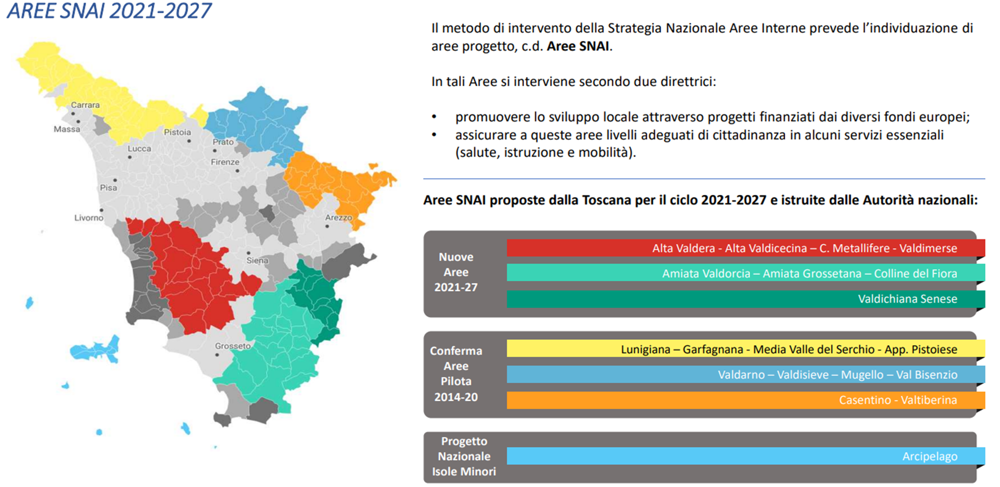 AREE SNAI 2021-2027
Il metodo di intervento della Strategia Nazionale Aree Interne prevede l’individuazione di
aree progetto, c.d. Aree SNAI.
In tali Aree si interviene secondo due direttrici:
• promuovere lo sviluppo locale attraverso progetti finanziati dai diversi fondi europei;
• assicurare a queste aree livelli adeguati di cittadinanza in alcuni servizi essenziali
(salute, istruzione e mobilità).
Carrara
Massa
Pistoia
Prato
Lucca
Firenze
Pisa
Livorno
Arezzo
Siena
Grosseto
Aree SNAI proposte dalla Toscana per il ciclo 2021-2027 e istruite dalle Autorità nazionali:
Nuove
Aree
2021-27
Alta Valdera - Alta Valdicecina – C. Metallifere - Valdimerse
Amiata Valdorcia – Amiata Grossetana – Colline del Fiora
Valdichiana Senese
Conferma
Aree
Pilota
2014-20
Lunigiana – Garfagnana - Media Valle del Serchio - App. Pistoiese
Valdarno – Valdisieve – Mugello – Val Bisenzio
Casentino - Valtiberina
Progetto
Nazionale
Isole Minori
Arcipelago